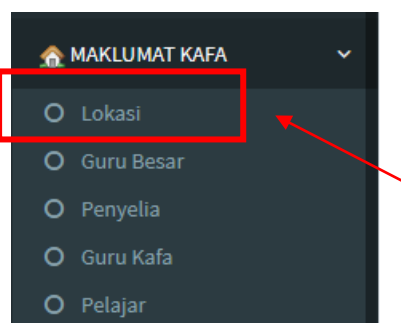 MAKLUMAT KAFA
Lokasi
Guru Besar
Penyelia
Guru Kafa
Pelajar